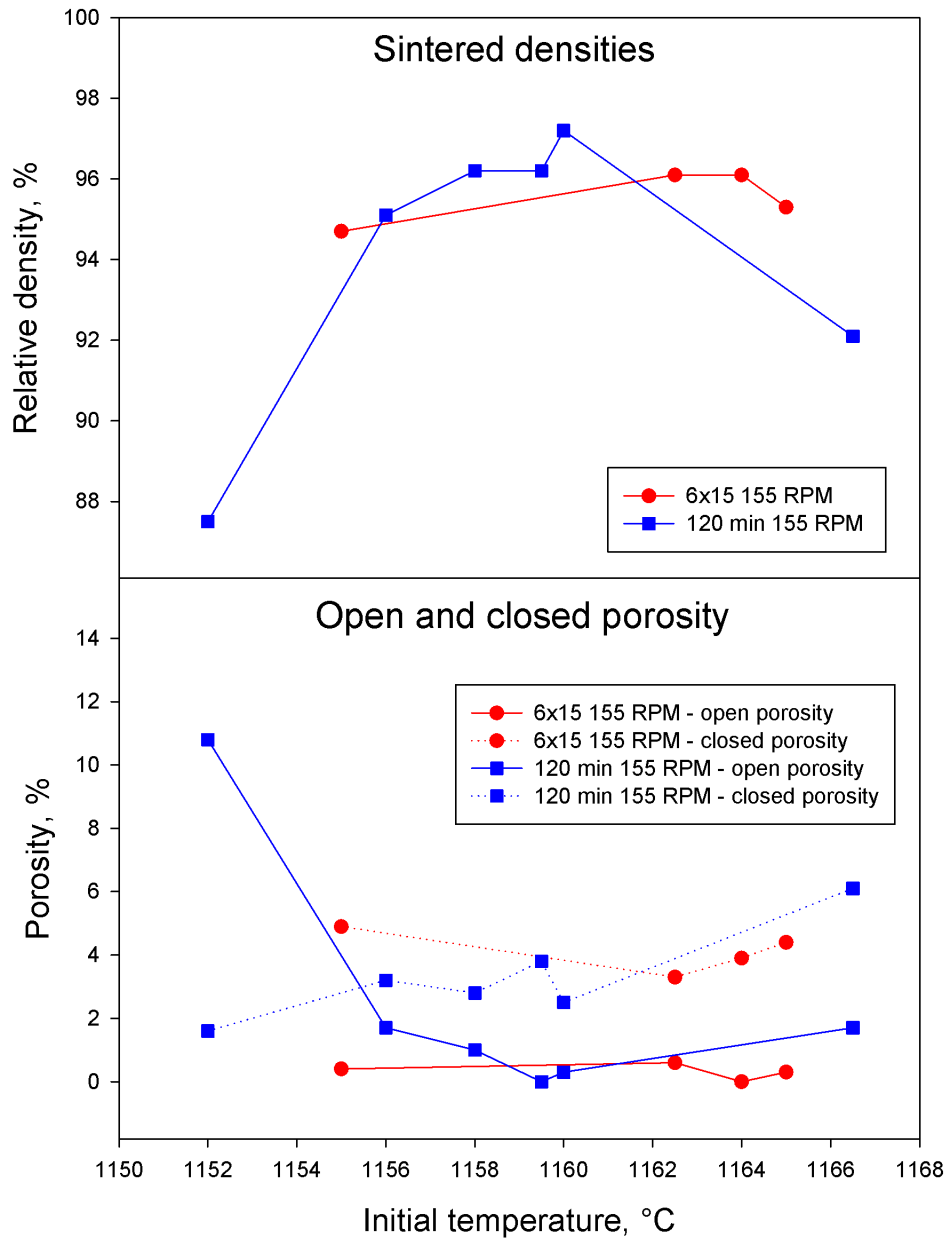 Sintered densities
100
98
96
94
92
90
88
Relative density, %
6x15 155 RPM
120 min 155 RPM
Open and closed porosity
14
12
10
8
6
4
2
0
Porosity, %
6x15 155 RPM - open porosity
6x15 155 RPM - closed porosity
120 min 155 RPM - open porosity
120 min 155 RPM - closed porosity
1150 1152 1154 1156 1158 1160 1162 1164 1166 1168
Initial temperature, °C